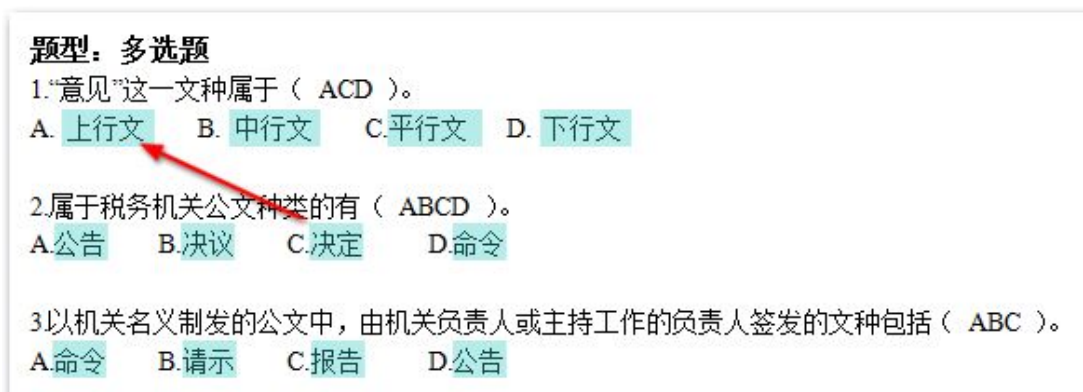 题型：多选题
1.“意见”这一文种属于（ ACD ）。
A. 上行文 B. 中行文 C.平行文 D. 下行文
2.属于税务机关公文种类的有（ ABCD ）。
A.公告 B.决议 C.决定 D.命令
3.以机关名义制发的公文中，由机关负责人或主持工作的负责人签发的文种包括（ ABC ）。
A.命令 B.请示 C.报告 D.公告